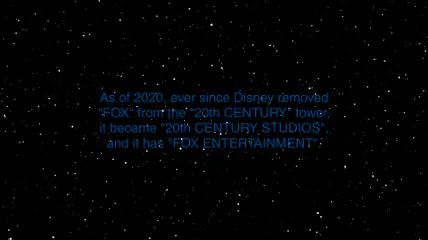 As of 2020, ever since Disney removed
"FOX" from the "20th CENTURY" tower,
it became "20th CENTURY STUDIOS"
and it has "FOX ENTERTAINMENT".